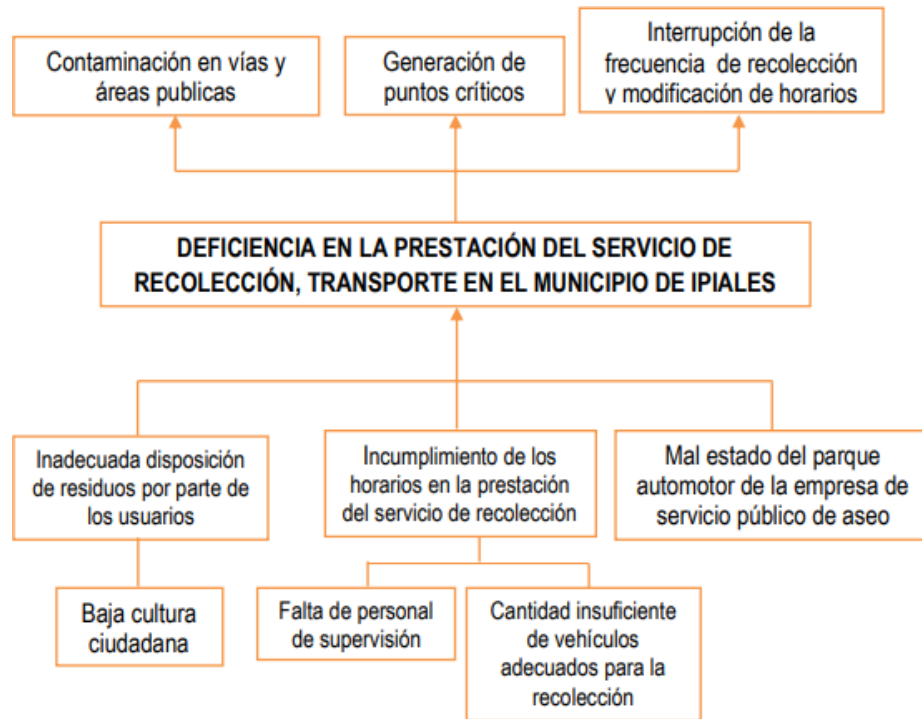 Contaminación en vías y
áreas publicas
Generación de
puntos críticos
Interrupción de la
frecuencia de recolección
y modificación de horarios
DEFICIENCIA EN LA PRESTACIÓN DEL SERVICIO DE
RECOLECCIÓN, TRANSPORTE EN EL MUNICIPIO DE IPIALES
Inadecuada disposición
de residuos por parte de
los usuarios
Incumplimiento de los
horarios en la prestación
del servicio de recolección
Mal estado del parque
automotor de la empresa de
servicio público de aseo
Baja cultura
ciudadana
Falta de personal
de supervisión
Cantidad insuficiente
de vehículos
adecuados para la
recolección